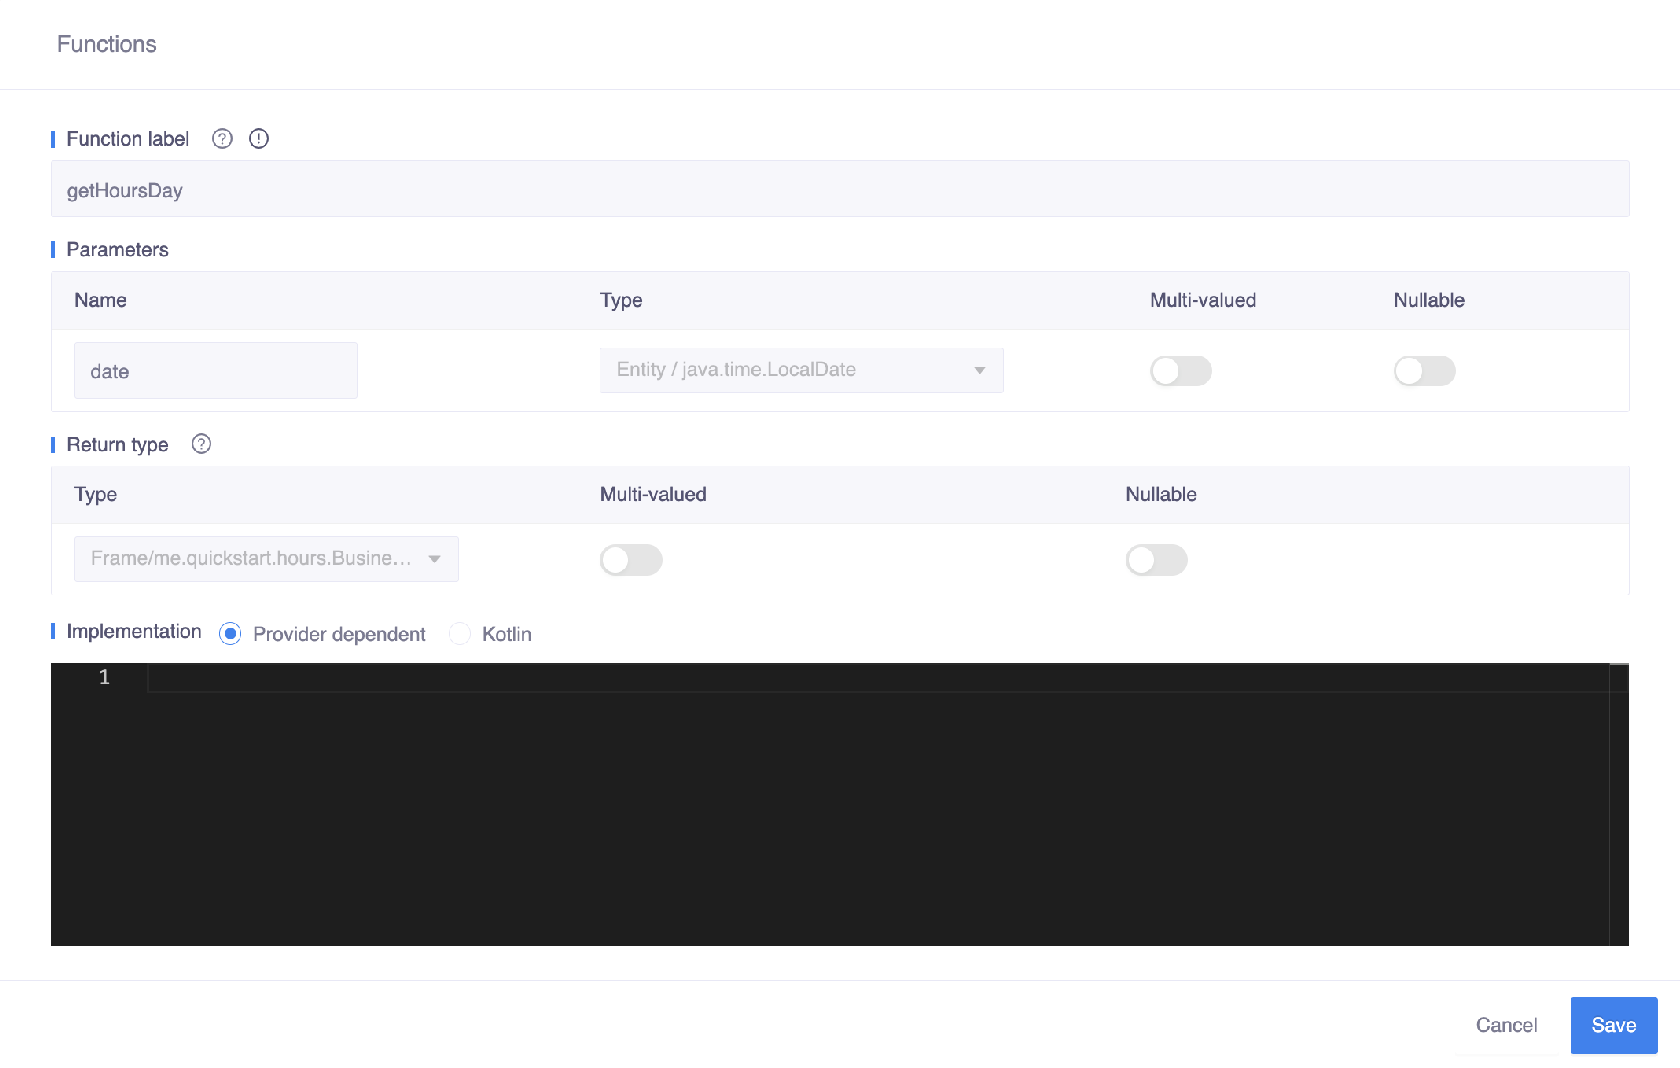 Functions
Function label
getHoursDay
Parameters
Name Type Multi-valued Nullable
date Entity / java.time.LocalDate
Return type
Type Multi-valued Nullable
Frame/me.quickstart.hours.Busine...
Implementation Provider dependent Kotlin
1
Cancel Save